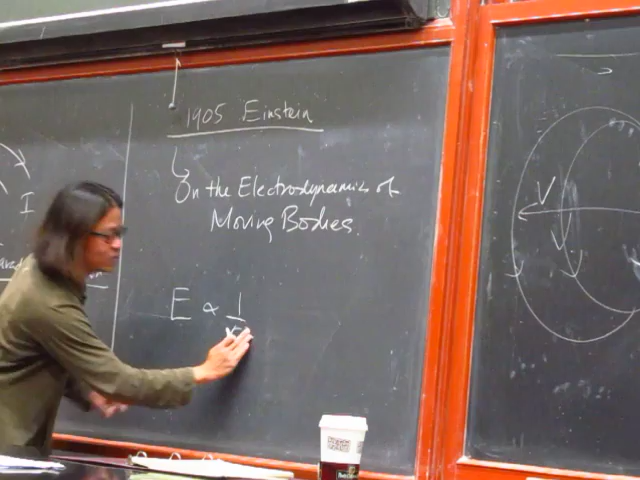 1905 Einstein
On the Electrodynamics of
Moving Bodies
E ∝ 1
I
V